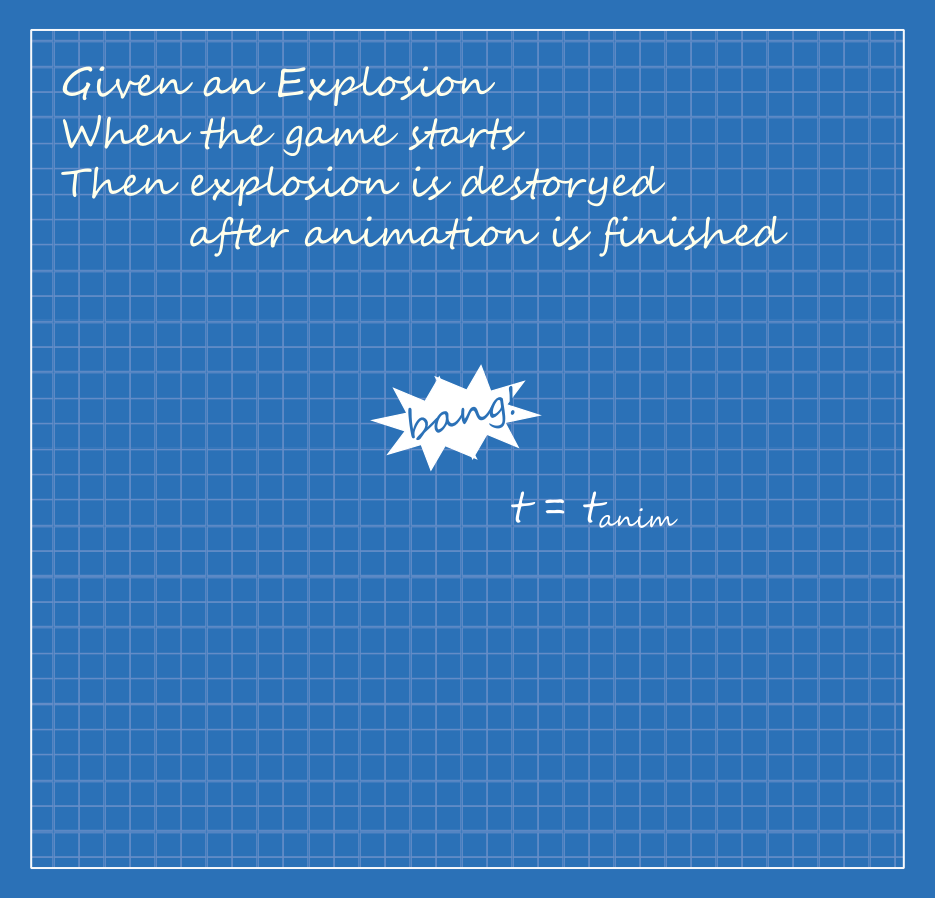 Given an Explosion
When the game starts
Then explosion is destoryed
after animation is finished
bang!
t = tanim